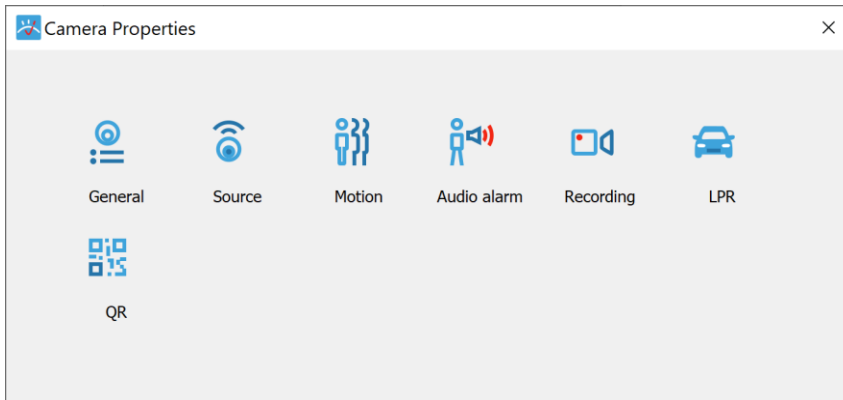 Camera Properties
General
Source
Motion
Audio alarm
Recording
LPR
QR